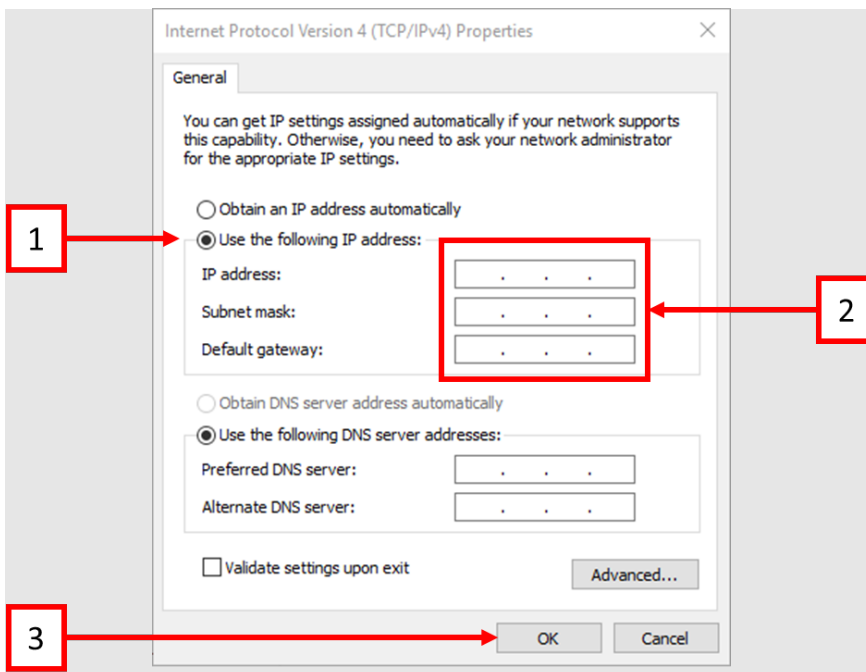 Internet Protocol Version 4 (TCP/IPv4) Properties
General
You can get IP settings assigned automatically if your network supports
this capability. Otherwise, you need to ask your network administrator
for the appropriate IP settings.
Obtain an IP address automatically
1
Use the following IP address:
IP address:
2
Subnet mask:
Default gateway:
Obtain DNS server address automatically
Use the following DNS server addresses:
Preferred DNS server:
Alternate DNS server:
Validate settings upon exit
Advanced...
3
OK Cancel